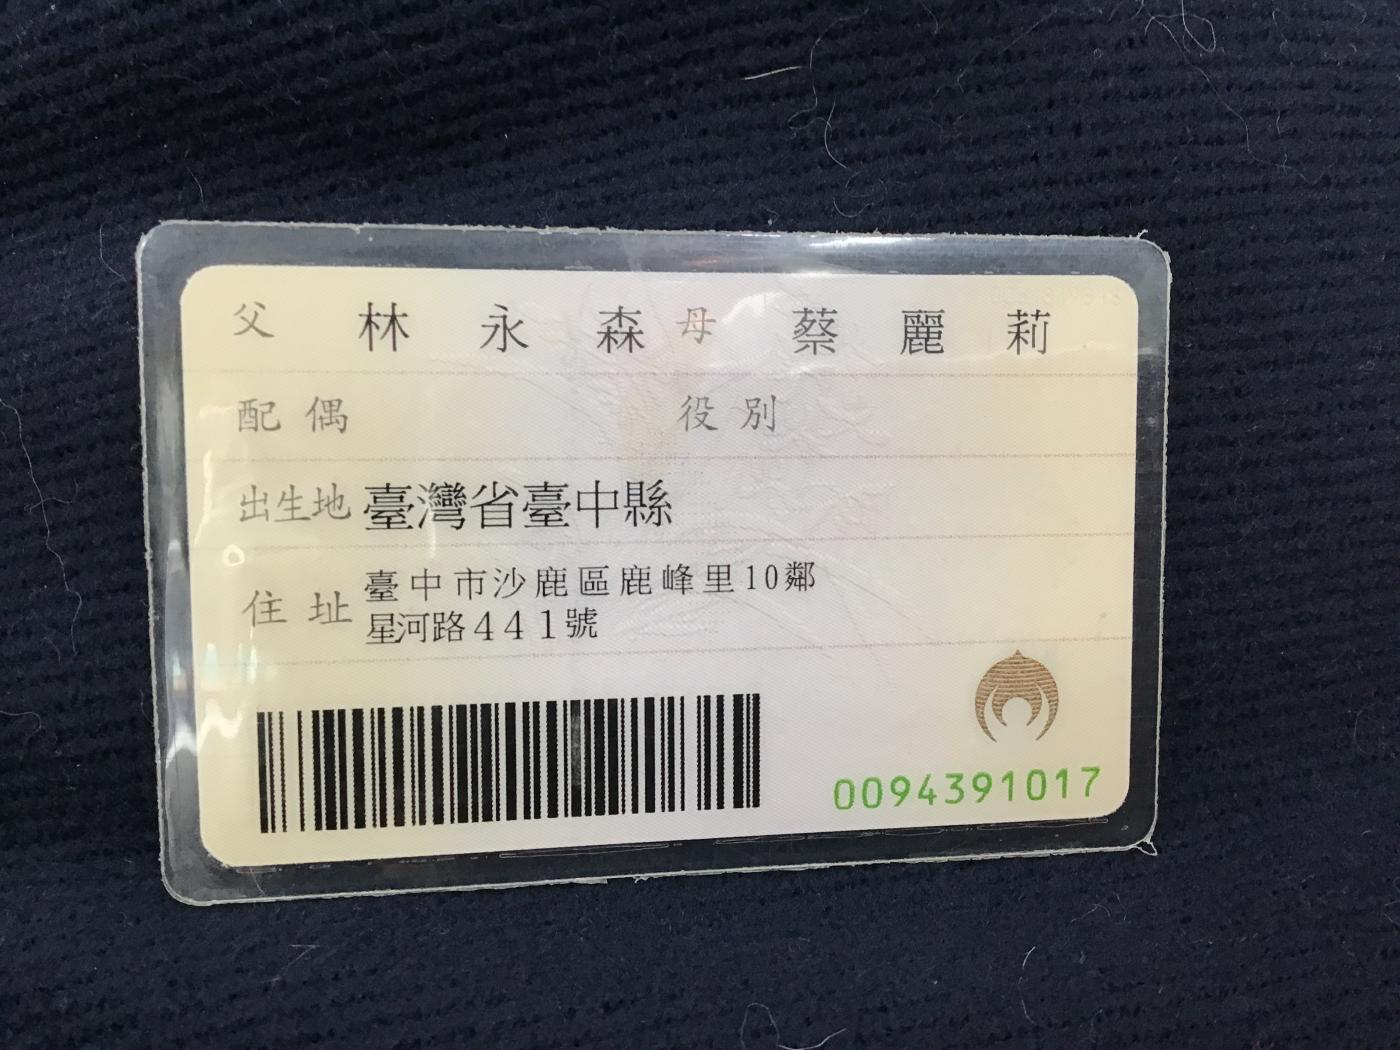 父 林永森 母 蔡麗莉
配偶 役別
出生地 臺灣省臺中縣
住址 臺中市沙鹿區鹿峰里10鄰
星河路441號
0094391017